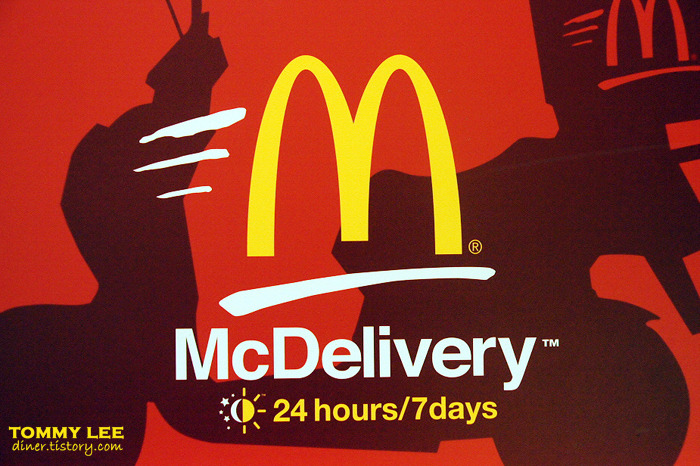 M®
McDelivery™
24 hours/7days
TOMMY LEE
diner.tistory.com